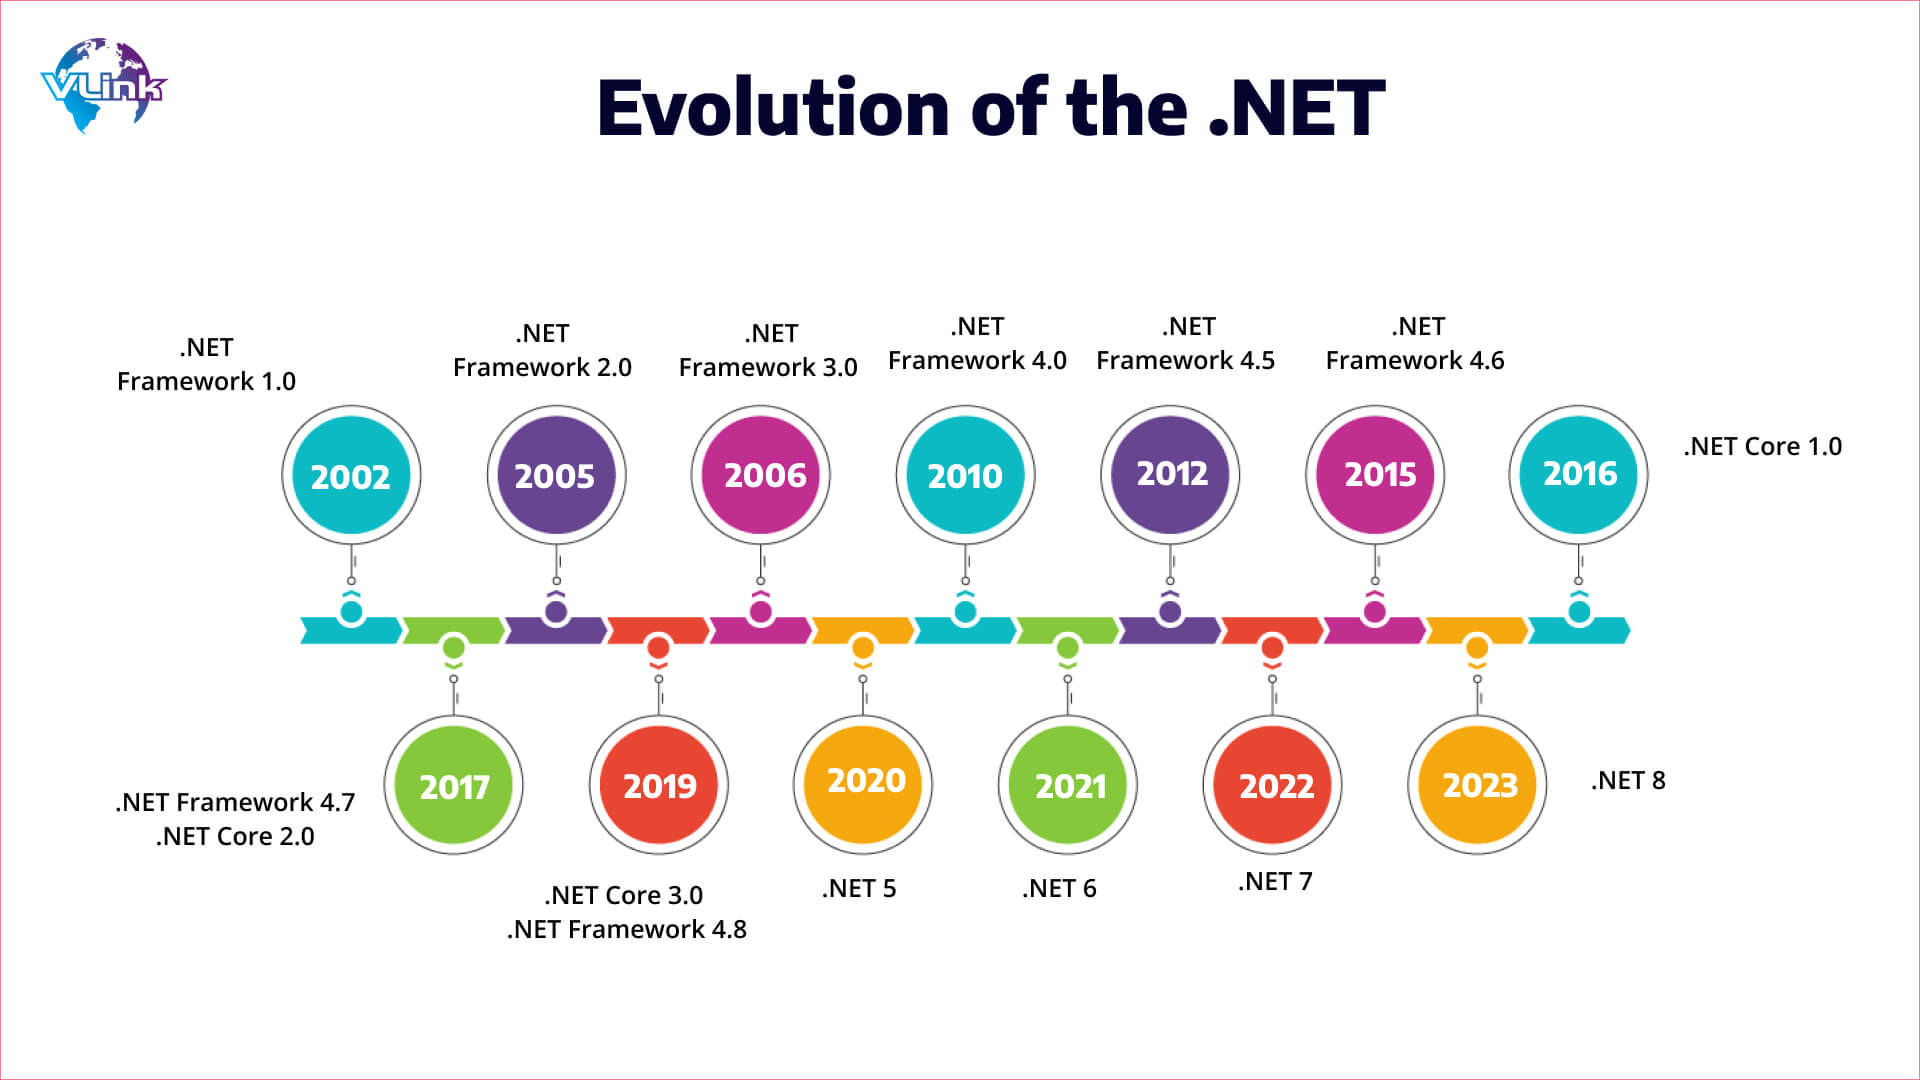 VLink
Evolution of the .NET
.NET
Framework 1.0
.NET
Framework 2.0
.NET
Framework 3.0
.NET
Framework 4.0
.NET
Framework 4.5
.NET
Framework 4.6
2002
2005
2006
2010
2012
2015
2016
.NET Core 1.0
.NET Framework 4.7
.NET Core 2.0
2017
2019
2020
2021
2022
2023
.NET 8
.NET Core 3.0
.NET Framework 4.8
.NET 5
.NET 6
.NET 7